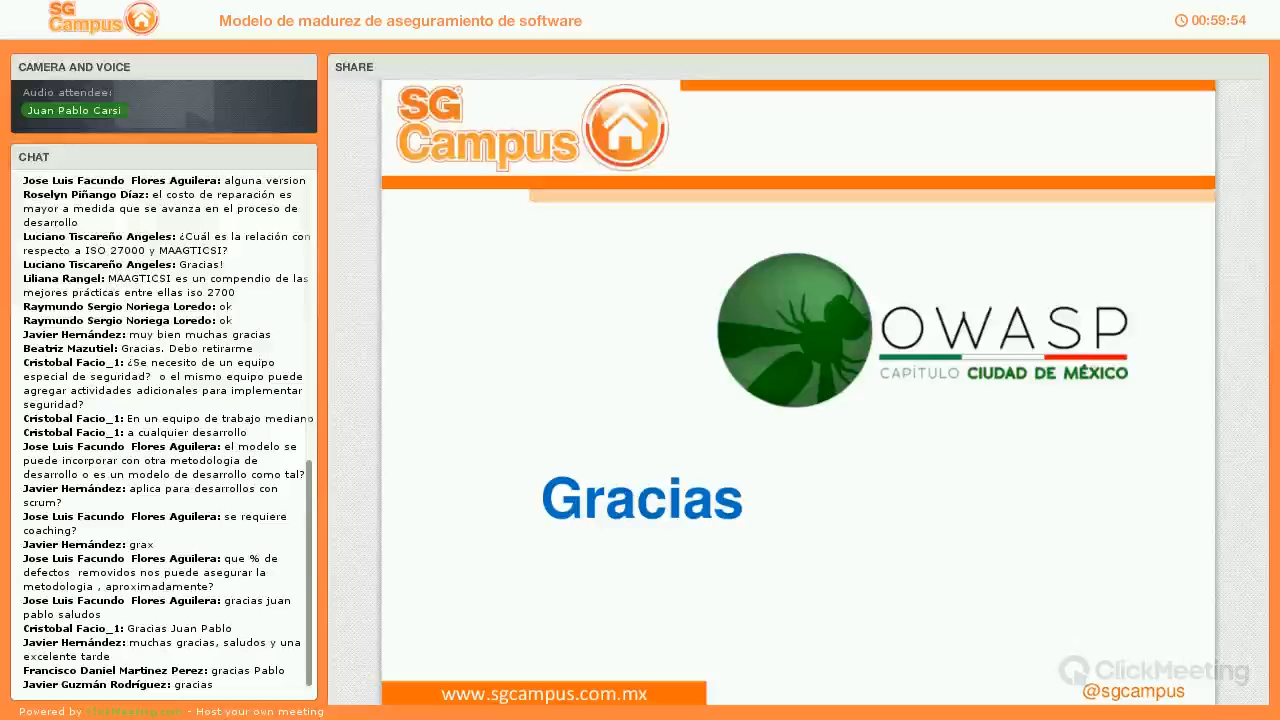 SG Campus
Modelo de madurez de aseguramiento de software
00:59:54
CAMERA AND VOICE
Audio attendee:
Juan Pablo Carsi
CHAT
Jose Luis Facundo Flores Aguilera: alguna version
Roselyn Piñango Díaz: el costo de reparación es
mayor a medida que se avanza en el proceso de
desarrollo
Luciano Tiscareño Angeles: ¿Cuál es la relación con
respecto a ISO 27000 y MAAGTICSI?
Luciano Tiscareño Angeles: Gracias!
Liliana Rangel: MAAGTICSI es un compendio de las
mejores prácticas entre ellas iso 2700
Raymundo Sergio Noriega Loredo: ok
Raymundo Sergio Noriega Loredo: ok
Javier Hernández: muy bien muchas gracias
Beatriz Mazutiel: Gracias. Debo retirarme
Cristobal Facio_1: ¿Se necesito de un equipo
especial de seguridad? o el mismo equipo puede
agregar actividades adicionales para implementar
seguridad?
Cristobal Facio_1: En un equipo de trabajo mediano
Cristobal Facio_1: a cualquier desarrollo
Jose Luis Facundo Flores Aguilera: el modelo se
puede incorporar con otra metodologia de
desarrollo o es un modelo de desarrollo como tal?
Javier Hernández: aplica para desarrollos con
scrum?
Jose Luis Facundo Flores Aguilera: se requiere
coaching?
Javier Hernández: grax
Jose Luis Facundo Flores Aguilera: que % de
defectos removidos nos puede asegurar la
metodologia , aproximadamente?
Jose Luis Facundo Flores Aguilera: gracias juan
pablo saludos
Cristobal Facio_1: Gracias Juan Pablo
Javier Hernández: muchas gracias, saludos y una
excelente tarde
Francisco Daniel Martinez Perez: gracias Pablo
Javier Guzmán Rodríguez: gracias
Powered by ClickMeeting.com - Host your own meeting
SHARE
SG
Campus
OWASP
CAPÍTULO CIUDAD DE MÉXICO
Gracias
ClickMeeting
www.sgcampus.com.mx
@sgcampus